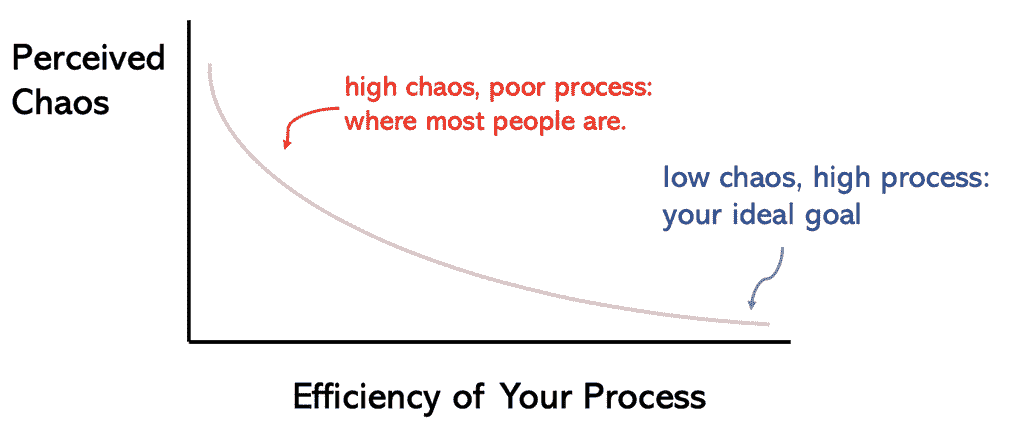 Perceived
Chaos
high chaos, poor process:
where most people are.
low chaos, high process:
your ideal goal
Efficiency of Your Process